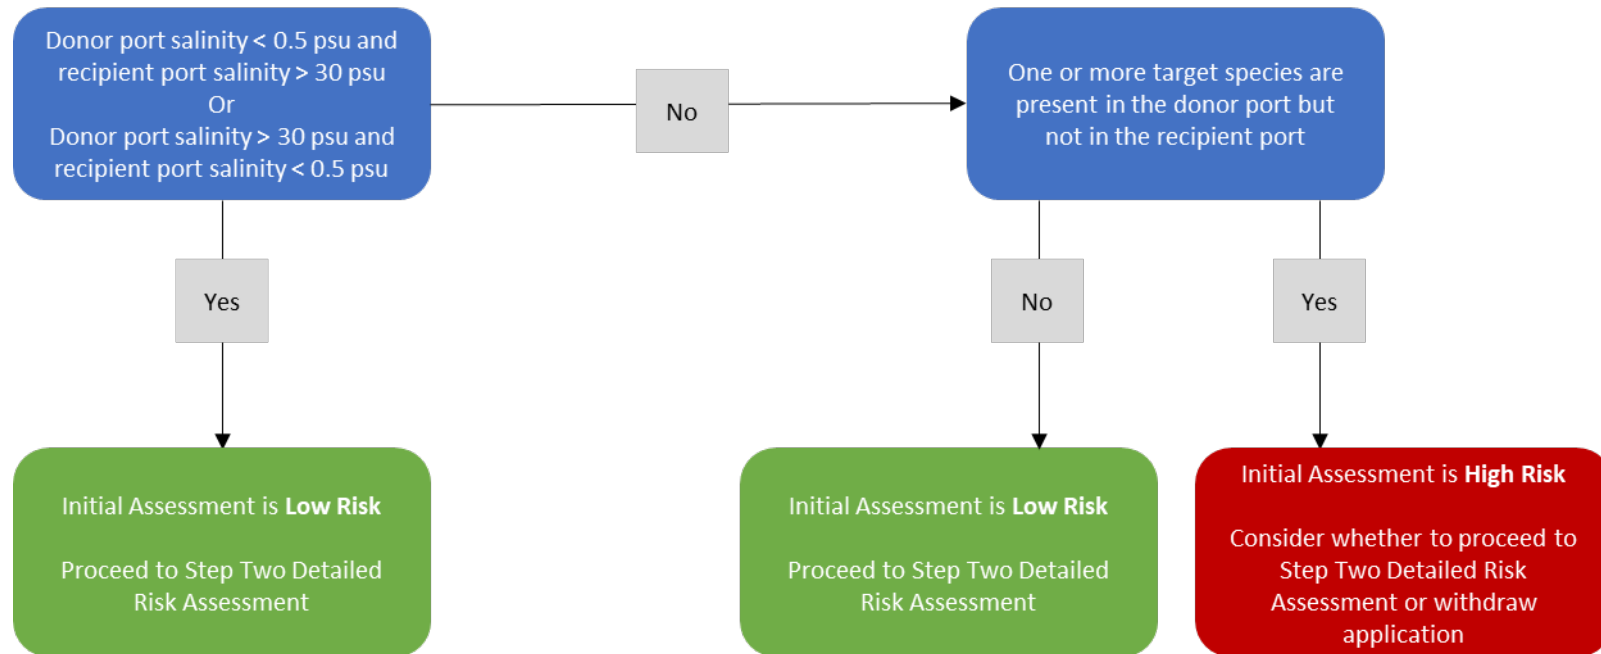 Donor port salinity < 0.5 psu and
recipient port salinity > 30 psu
Or
Donor port salinity > 30 psu and
recipient port salinity < 0.5 psu
No
One or more target species are
present in the donor port but
not in the recipient port
Yes
No
Yes
Initial Assessment is Low Risk
Proceed to Step Two Detailed
Risk Assessment
Initial Assessment is Low Risk
Proceed to Step Two Detailed
Risk Assessment
Initial Assessment is High Risk
Consider whether to proceed to
Step Two Detailed Risk
Assessment or withdraw
application